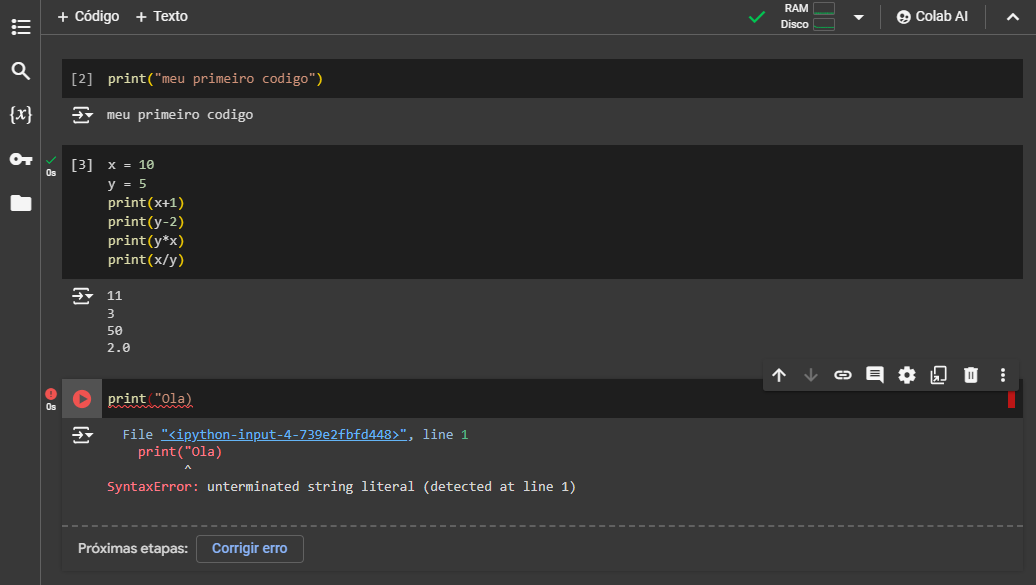 + Código + Texto
RAM
Disco
Colab AI
{x}
[2] print("meu primeiro codigo")
meu primeiro codigo
0s
[3] x = 10
y = 5
print(x+1)
print(y-2)
print(y*x)
print(x/y)
11
3
50
2.0
0s
print("Ola)
File "<ipython-input-4-739e2fbfd448>", line 1
print("Ola)
^
SyntaxError: unterminated string literal (detected at line 1)
Próximas etapas: Corrigir erro